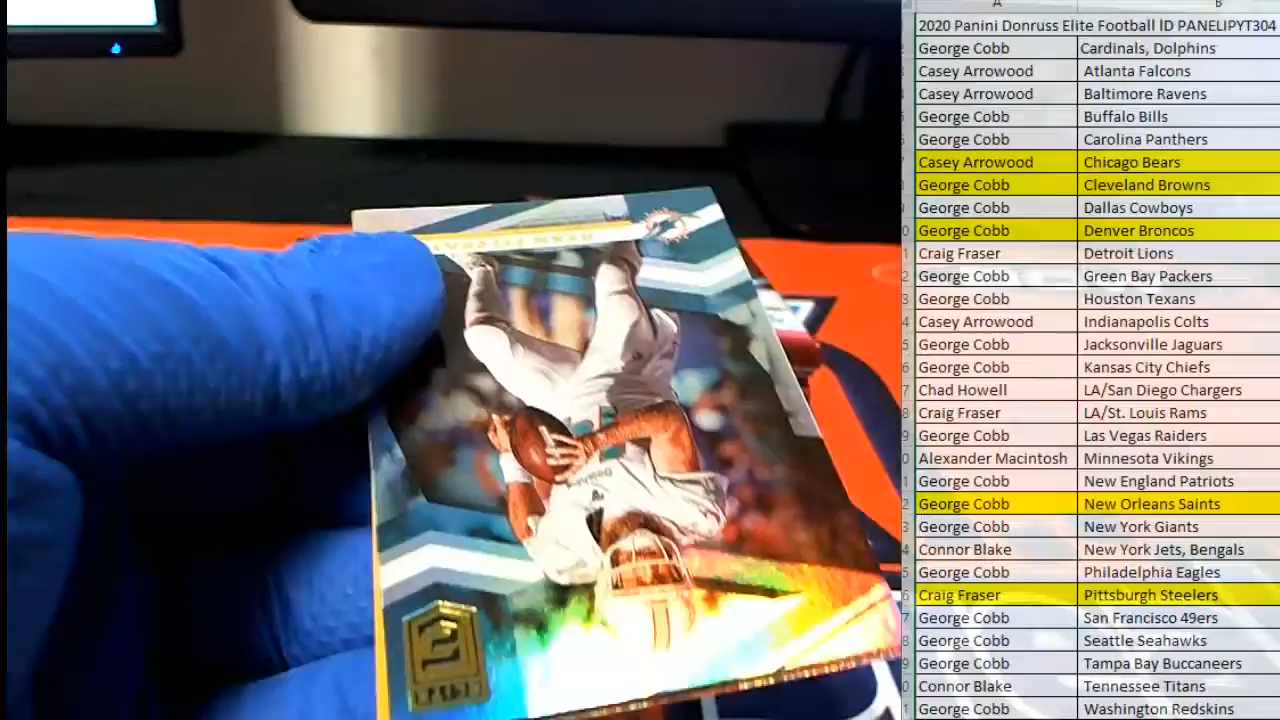 A B
2020 Panini Donruss Elite Football ID PANELIPYT304
George Cobb Cardinals, Dolphins
Casey Arrowood Atlanta Falcons
Casey Arrowood Baltimore Ravens
George Cobb Buffalo Bills
George Cobb Carolina Panthers
Casey Arrowood Chicago Bears
George Cobb Cleveland Browns
George Cobb Dallas Cowboys
George Cobb Denver Broncos
Craig Fraser Detroit Lions
George Cobb Green Bay Packers
George Cobb Houston Texans
Casey Arrowood Indianapolis Colts
George Cobb Jacksonville Jaguars
George Cobb Kansas City Chiefs
Chad Howell LA/San Diego Chargers
Craig Fraser LA/St. Louis Rams
George Cobb Las Vegas Raiders
Alexander Macintosh Minnesota Vikings
George Cobb New England Patriots
George Cobb New Orleans Saints
George Cobb New York Giants
Connor Blake New York Jets, Bengals
George Cobb Philadelphia Eagles
Craig Fraser Pittsburgh Steelers
George Cobb San Francisco 49ers
George Cobb Seattle Seahawks
George Cobb Tampa Bay Buccaneers
Connor Blake Tennessee Titans
George Cobb Washington Redskins